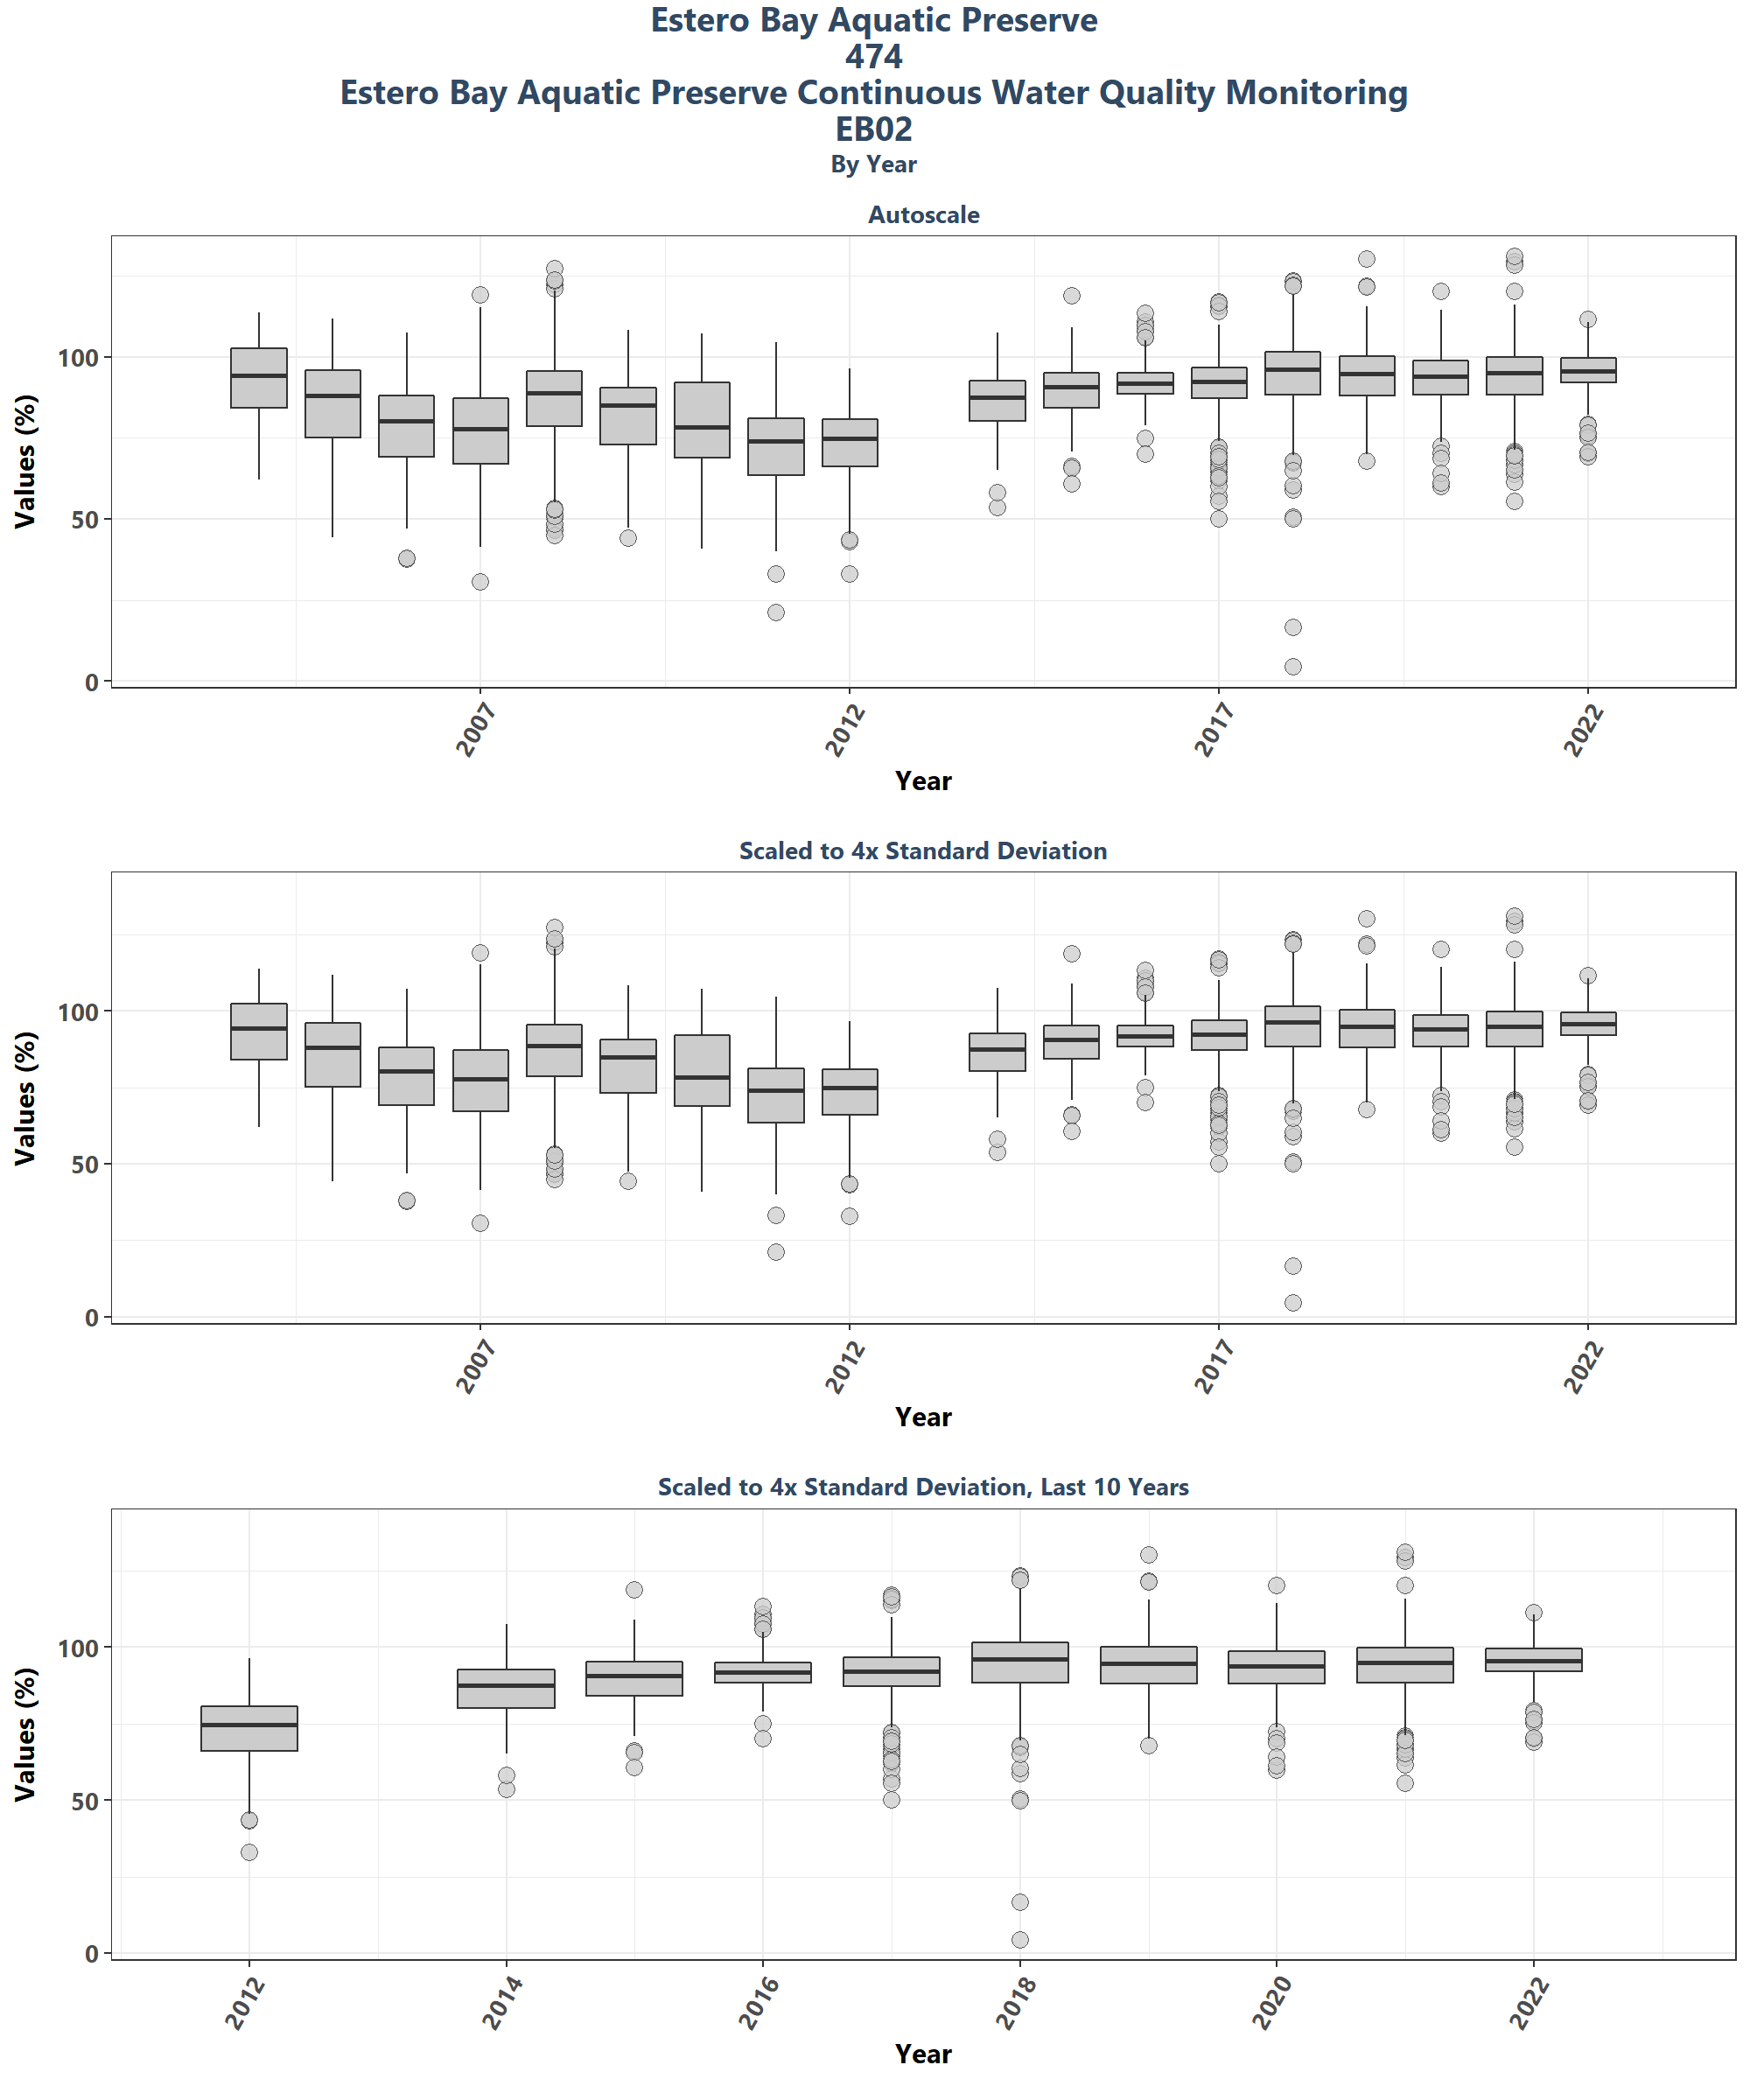 Estero Bay Aquatic Preserve
474
Estero Bay Aquatic Preserve Continuous Water Quality Monitoring
EB02
By Year
Autoscale
Values (%)
100
50
0
2007
2012
2017
2022
Year
Scaled to 4x Standard Deviation
Values (%)
100
50
0
2007
2012
2017
2022
Year
Scaled to 4x Standard Deviation, Last 10 Years
Values (%)
100
50
0
2012
2014
2016
2018
2020
2022
Year